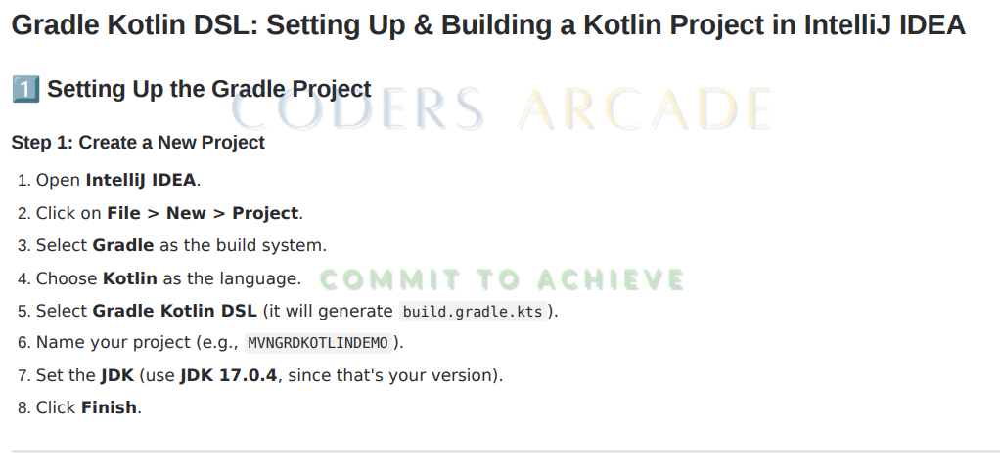 Gradle Kotlin DSL: Setting Up & Building a Kotlin Project in IntelliJ IDEA
1 Setting Up the Gradle Project
CODERS ARCADE
Step 1: Create a New Project
1. Open IntelliJ IDEA.
2. Click on File > New > Project.
3. Select Gradle as the build system.
4. Choose Kotlin as the language.
COMMIT TO ACHIEVE
5. Select Gradle Kotlin DSL (it will generate build.gradle.kts).
6. Name your project (e.g., MVNGRDKOTLINDEMO).
7. Set the JDK (use JDK 17.0.4, since that's your version).
8. Click Finish.